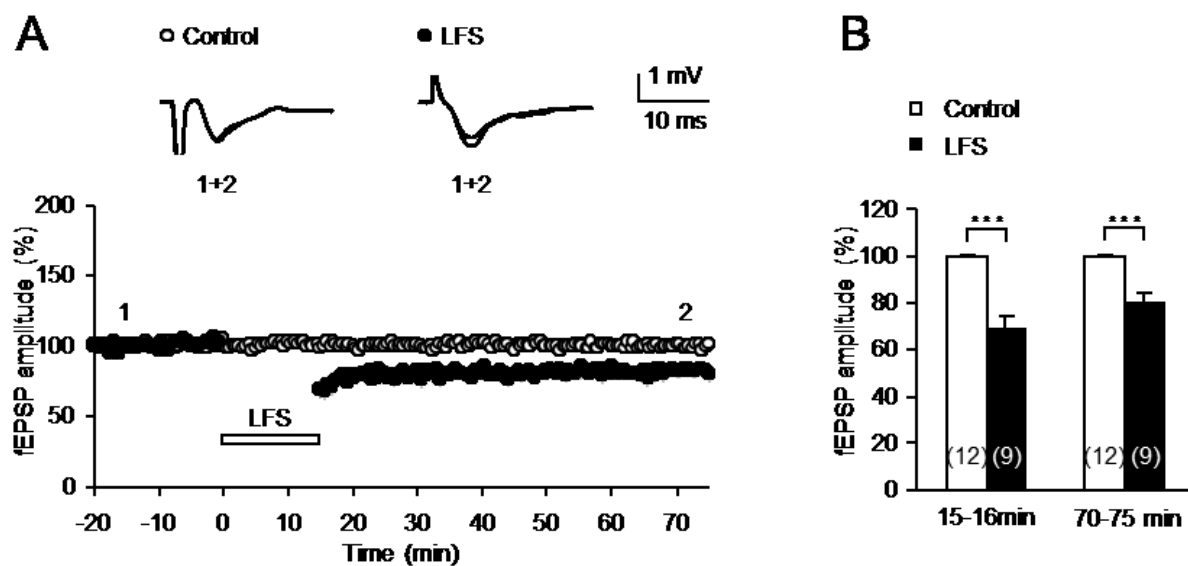 A
Control
LFS
1 mV
10 ms
1+2
1+2
fEPSP amplitude (%)
200
150
100
50
0
1
2
LFS
-20 -10 0 10 20 30 40 50 60 70
Time (min)
B
Control
LFS
fEPSP amplitude (%)
120
100
80
60
40
20
0
*** ***
(12) (9) (12) (9)
15-16min 70-75 min